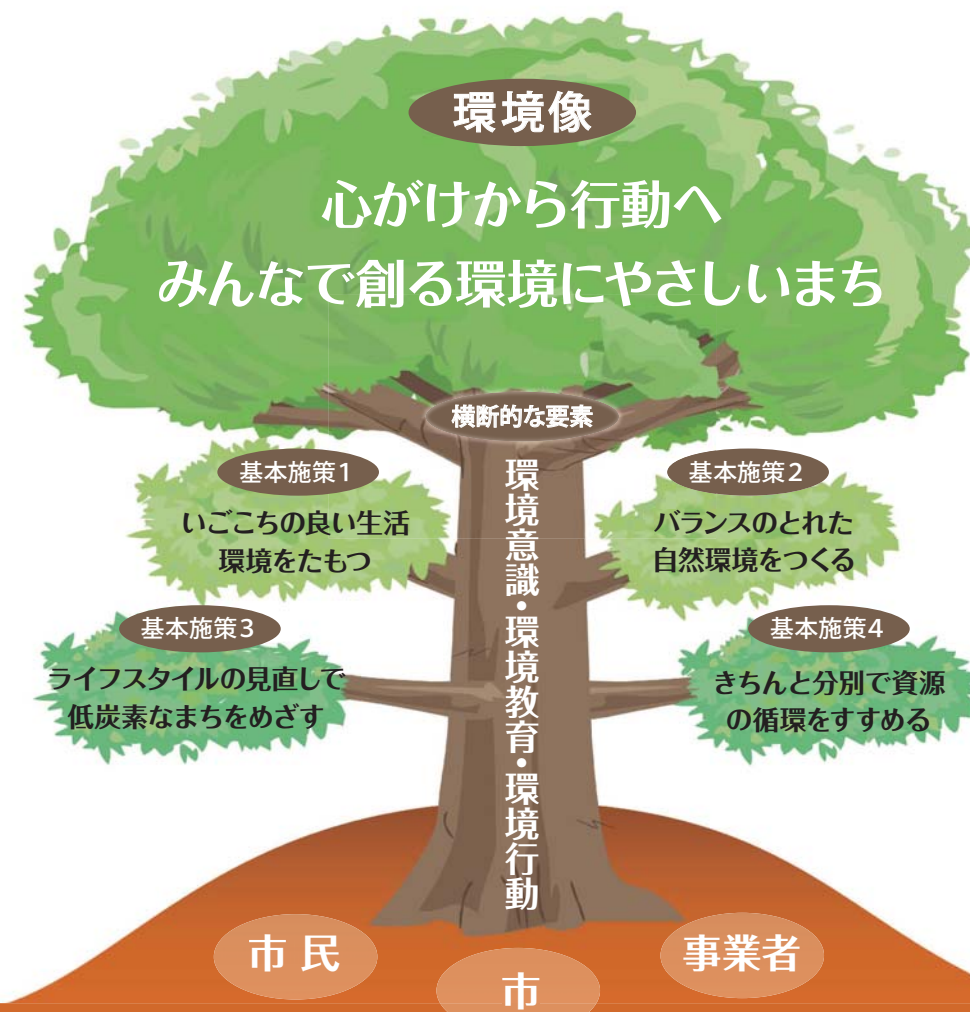 環境像
心がけから行動へ
みんなで創る環境にやさしいまち
横断的な要素
環境意識・環境教育・環境行動
基本施策1
いごこちの良い生活
環境をたもつ
基本施策2
バランスのとれた
自然環境をつくる
基本施策3
ライフスタイルの見直しで
低炭素なまちをめざす
基本施策4
きちんと分別で資源
の循環をすすめる
市民
市
事業者